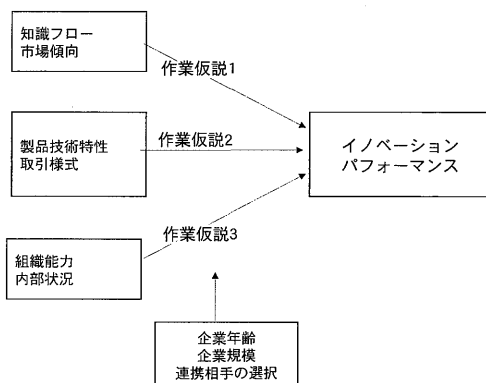 知識フロー
市場傾向
作業仮説1
製品技術特性
取引様式
作業仮説2
イノベーション
パフォーマンス
作業仮説3
組織能力
内部状況
企業年齢
企業規模
連携相手の選択